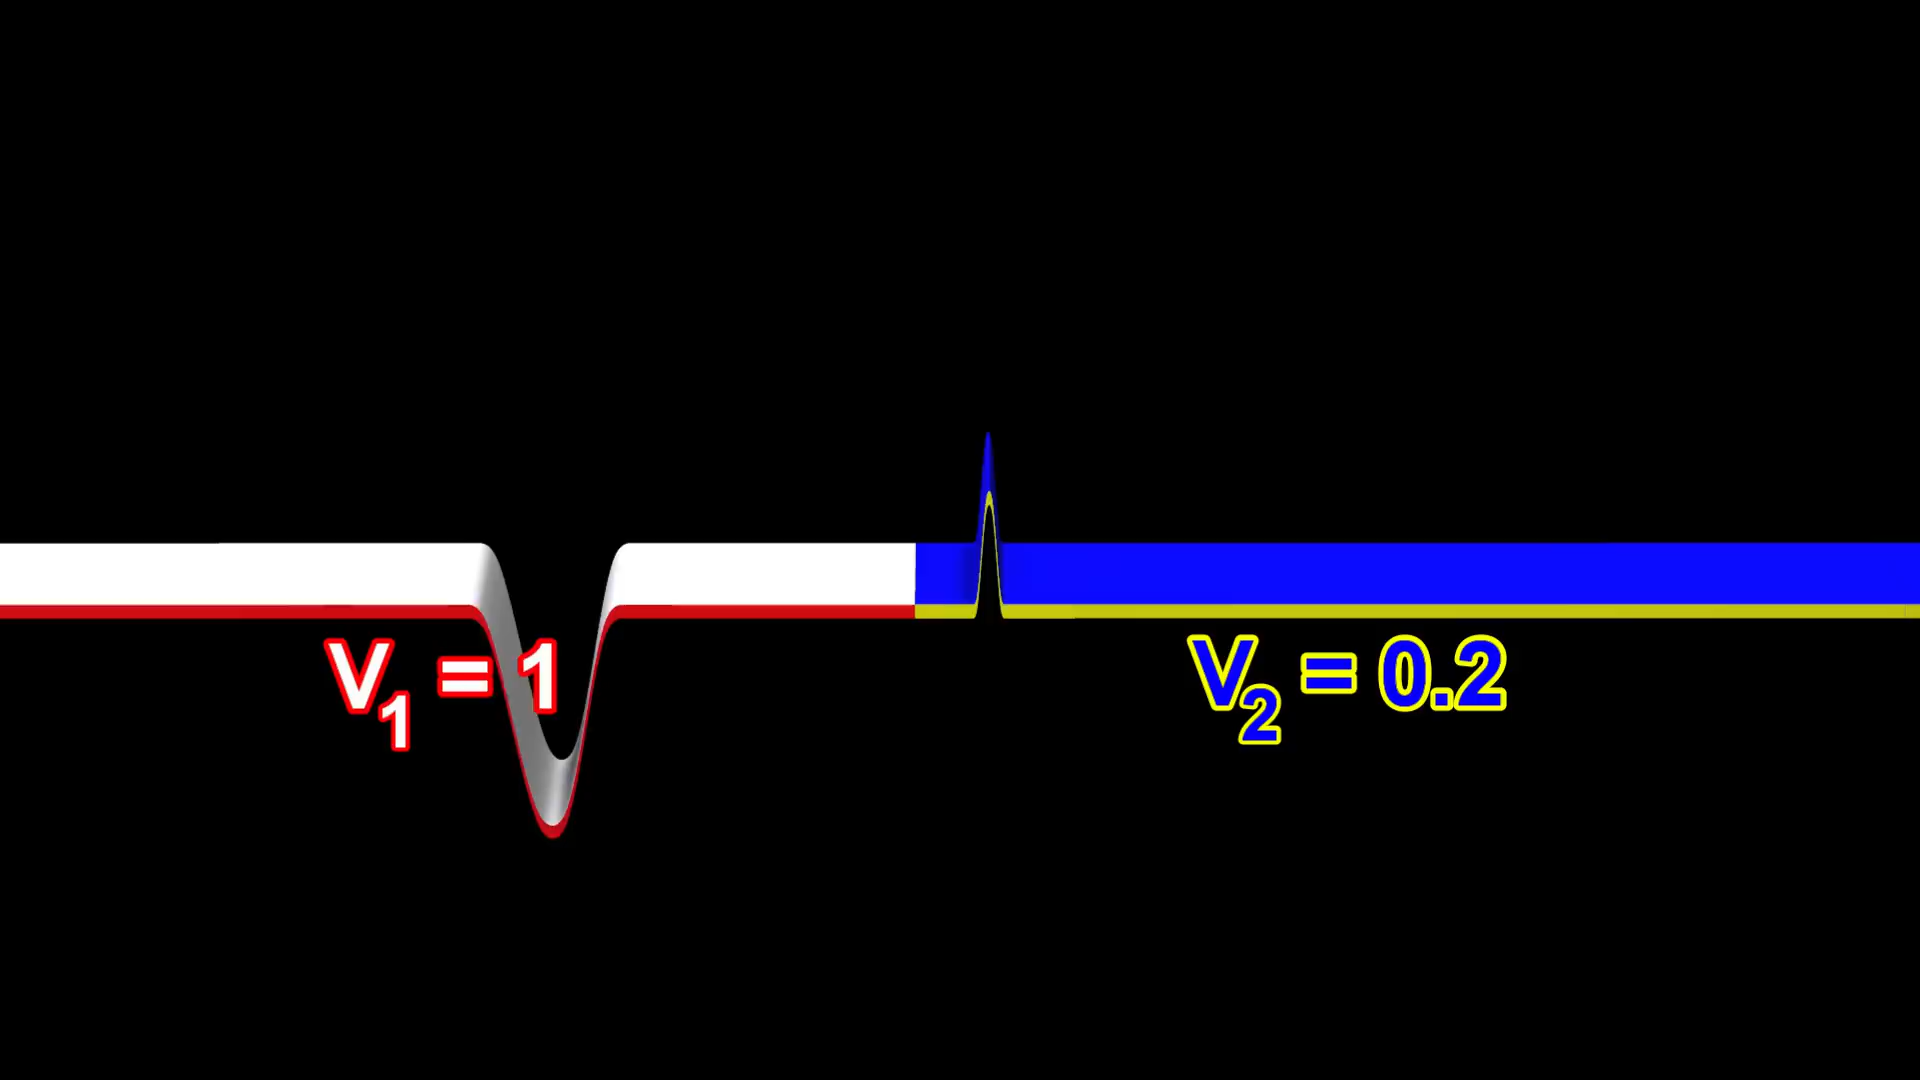 V₁ = 1
V₂ = 0.2